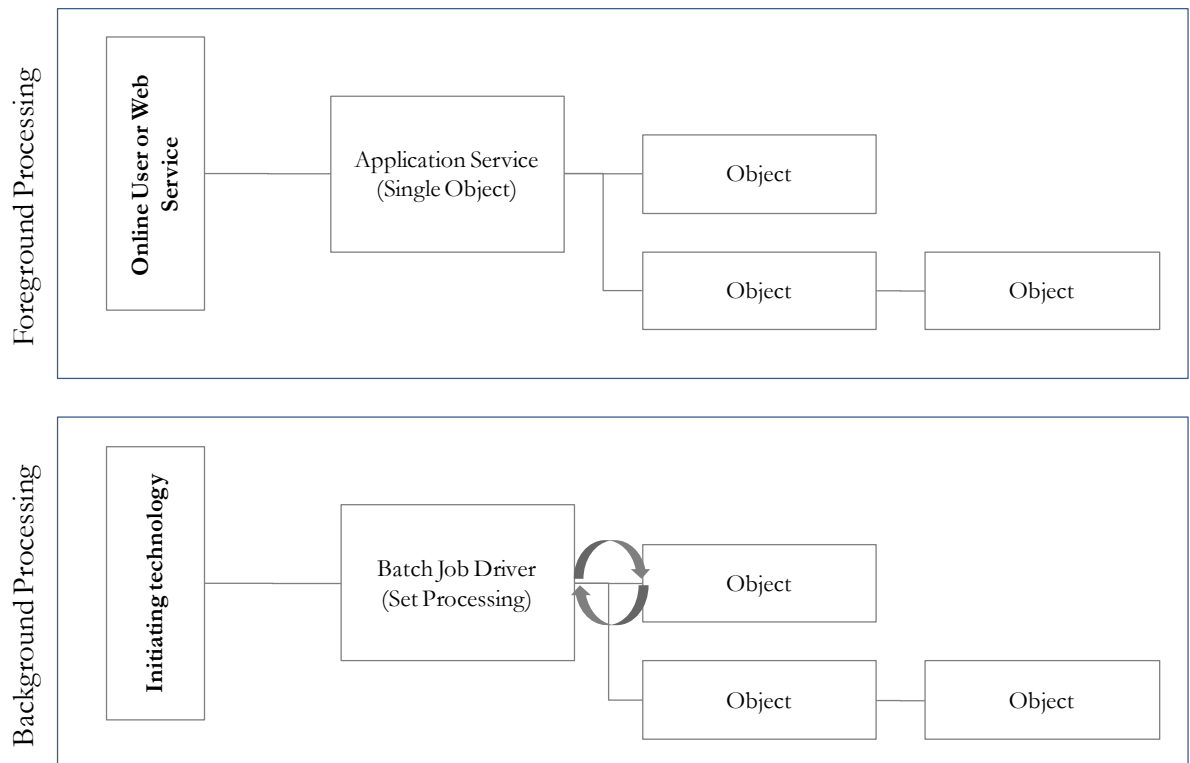 Foreground Processing
Online User or Web
Service
Application Service
(Single Object)
Object
Object
Object
Background Processing
Initiating technology
Batch Job Driver
(Set Processing)
Object
Object
Object